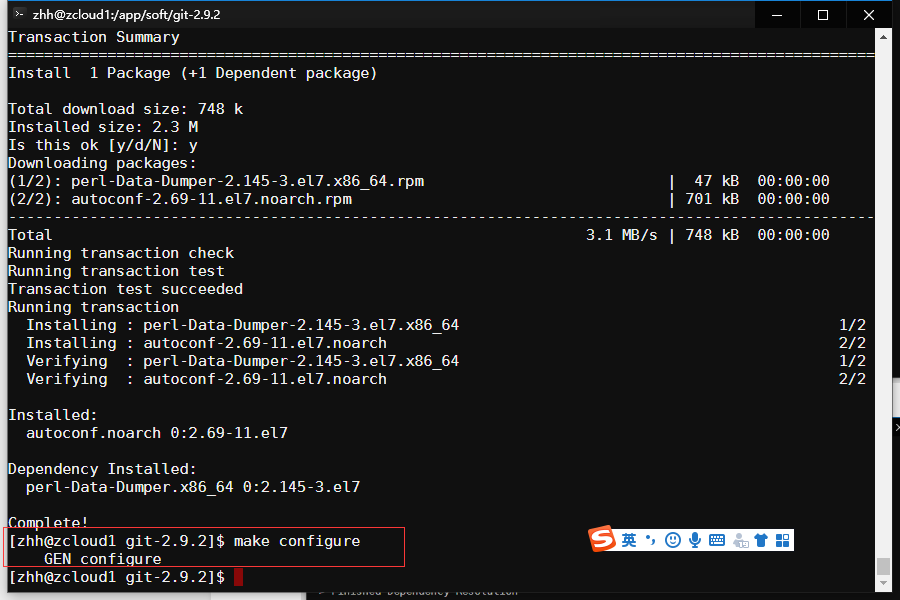 zhh@zcloud1:/app/soft/git-2.9.2
Transaction Summary
================================================================================================
Install  1 Package (+1 Dependent package)
Total download size: 748 k
Installed size: 2.3 M
Is this ok [y/d/N]: y
Downloading packages:
(1/2): perl-Data-Dumper-2.145-3.el7.x86_64.rpm                           |  47 kB  00:00:00
(2/2): autoconf-2.69-11.el7.noarch.rpm                                   | 701 kB  00:00:00
------------------------------------------------------------------------------------------------
Total                                                           3.1 MB/s | 748 kB  00:00:00
Running transaction check
Running transaction test
Transaction test succeeded
Running transaction
  Installing : perl-Data-Dumper-2.145-3.el7.x86_64                                          1/2
  Installing : autoconf-2.69-11.el7.noarch                                                  2/2
  Verifying  : perl-Data-Dumper-2.145-3.el7.x86_64                                          1/2
  Verifying  : autoconf-2.69-11.el7.noarch                                                  2/2
Installed:
  autoconf.noarch 0:2.69-11.el7
Dependency Installed:
  perl-Data-Dumper.x86_64 0:2.145-3.el7
Complete!
[zhh@zcloud1 git-2.9.2]$ make configure
    GEN configure
[zhh@zcloud1 git-2.9.2]$
S 英
Finished Dependency Resolution